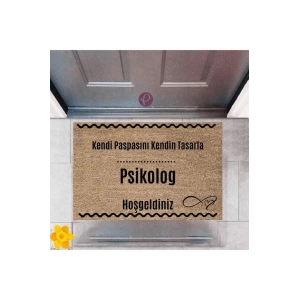 Kendi Paspasını Kendin Tasarla
Psikolog
Hoşgeldiniz